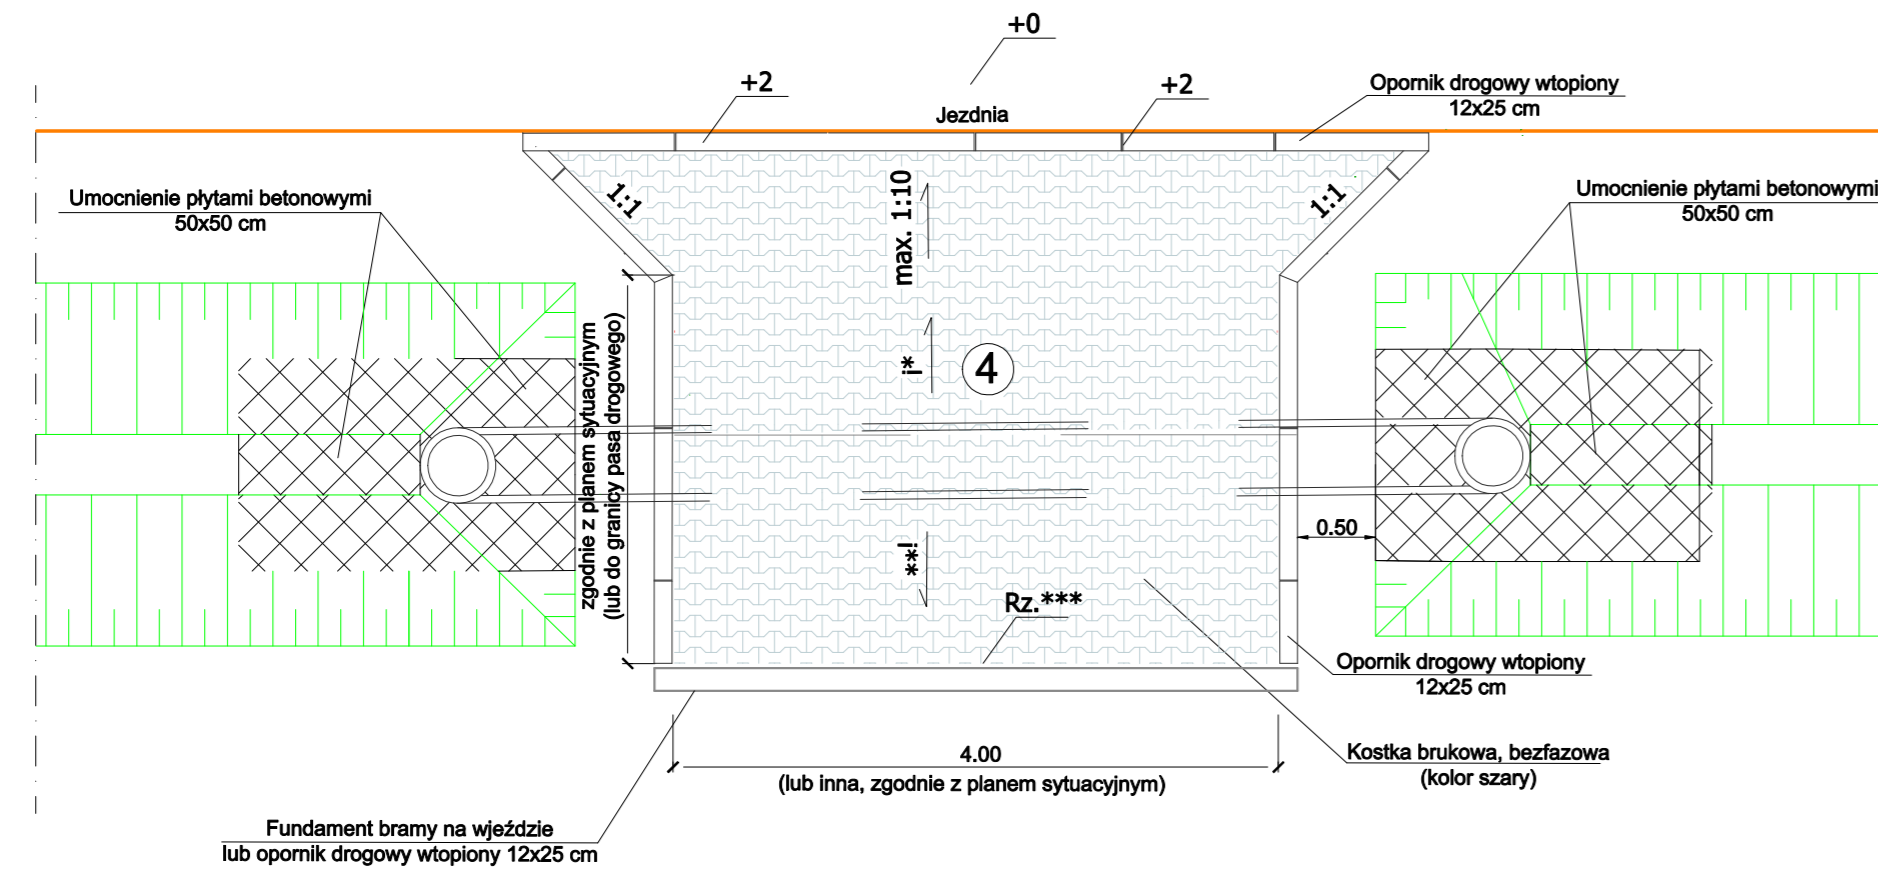 +0
+2
+2
Opornik drogowy wtopiony
12x25 cm
Jezdnia
Umocnienie płytami betonowymi
50x50 cm
1:1
max. 1:10
1:1
Umocnienie płytami betonowymi
50x50 cm
zgodnie z planem sytuacyjnym
(lub do granicy pasa drogowego)
i*
4
0.50
i**
Rz.***
Opornik drogowy wtopiony
12x25 cm
4.00
(lub inna, zgodnie z planem sytuacyjnym)
Kostka brukowa, bezfazowa
(kolor szary)
Fundament bramy na wjeździe
lub opornik drogowy wtopiony 12x25 cm